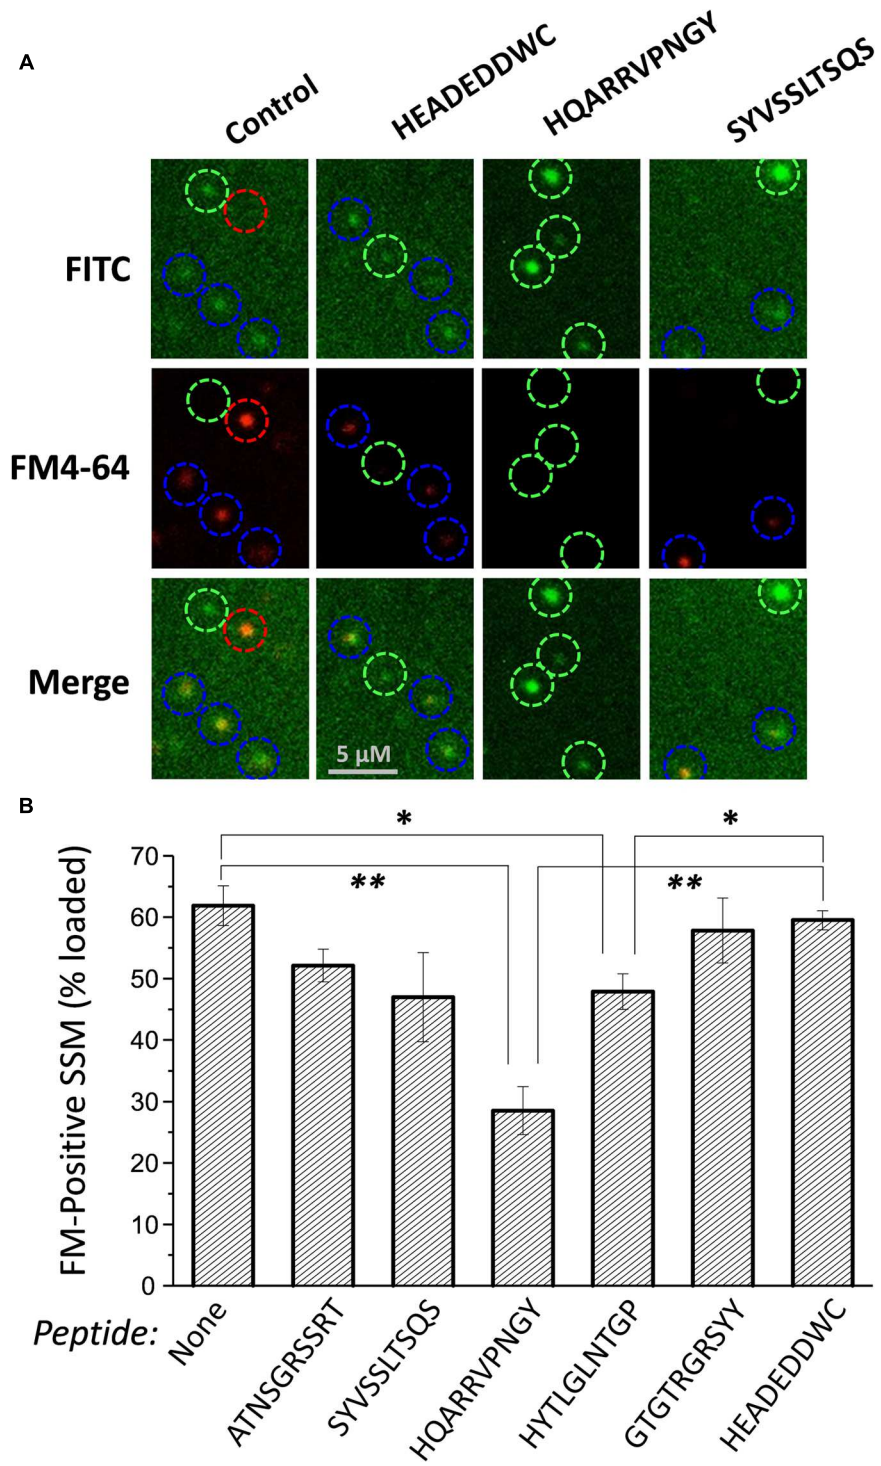 A
Control HEADEDDWC HQARRVPNGY SYVSSLTSQS
FITC
FM4-64
Merge
5 µM
B
* *
** **
FM-Positive SSM (% loaded)
70
60
50
40
30
20
10
0
Peptide: None ATNSGRSSRT SYVSSLTSQS HQARRVPNGY HYTLGLNTGP GTGTRGRSYY HEADEDDWC